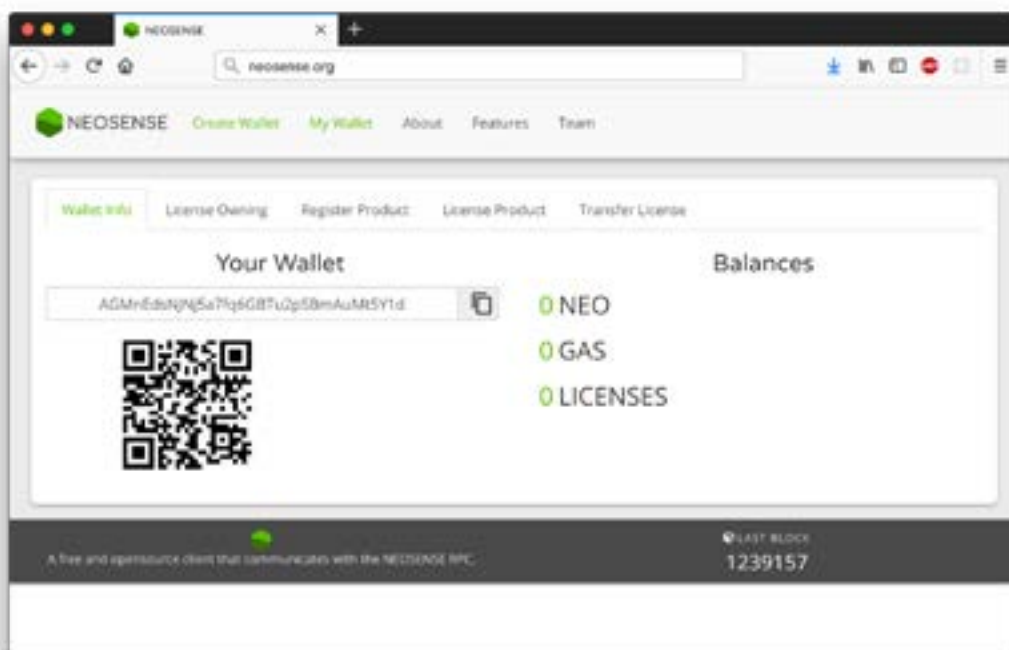 NEOSENSE
neosense.org
NEOSENSE Create Wallet My Wallet About Features Team
Wallet Info License Owning Register Product License Product Transfer License
Your Wallet
Balances
0 NEO
0 GAS
0 LICENSES
A free and opensource client that communicates with the NEOSENSE RPC.
LAST BLOCK
1239157